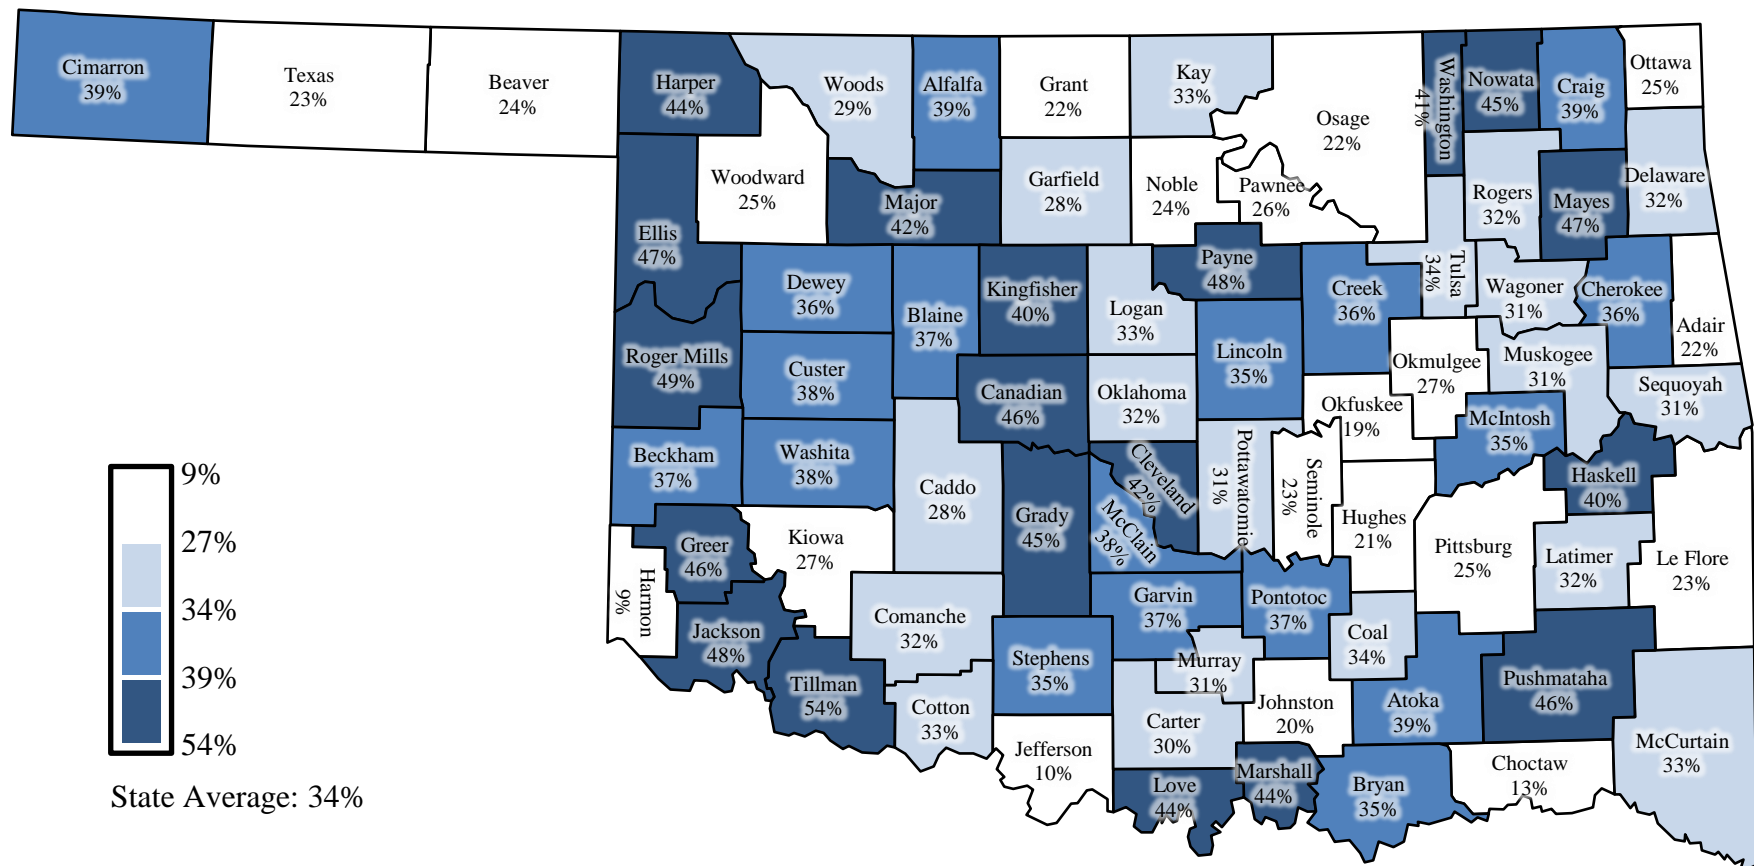 Cimarron
39%
Texas
23%
Beaver
24%
Harper
44%
Woods
29%
Alfalfa
39%
Grant
22%
Kay
33%
Osage
22%
Washington
41%
Nowata
45%
Craig
39%
Ottawa
25%
Woodward
25%
Major
42%
Garfield
28%
Noble
24%
Pawnee
26%
Rogers
32%
Mayes
47%
Delaware
32%
Ellis
47%
Dewey
36%
Blaine
37%
Kingfisher
40%
Logan
33%
Payne
48%
Creek
36%
Tulsa
34%
Wagoner
31%
Cherokee
36%
Adair
22%
Roger Mills
49%
Custer
38%
Canadian
46%
Oklahoma
32%
Lincoln
35%
Okmulgee
27%
Muskogee
31%
Sequoyah
31%
Okfuskee
19%
McIntosh
35%
Beckham
37%
Washita
38%
Caddo
28%
Grady
45%
Cleveland
42%
McClain
38%
Pottawatomie
31%
Seminole
23%
Hughes
21%
Haskell
40%
Pittsburg
25%
Latimer
32%
Le Flore
23%
Greer
46%
Kiowa
27%
Harmon
9%
Jackson
48%
Comanche
32%
Garvin
37%
Pontotoc
37%
Coal
34%
Stephens
35%
Murray
31%
Tillman
54%
Cotton
33%
Carter
30%
Johnston
20%
Atoka
39%
Pushmataha
46%
McCurtain
33%
Jefferson
10%
Love
44%
Marshall
44%
Bryan
35%
Choctaw
13%
9%
27%
34%
39%
54%
State Average: 34%